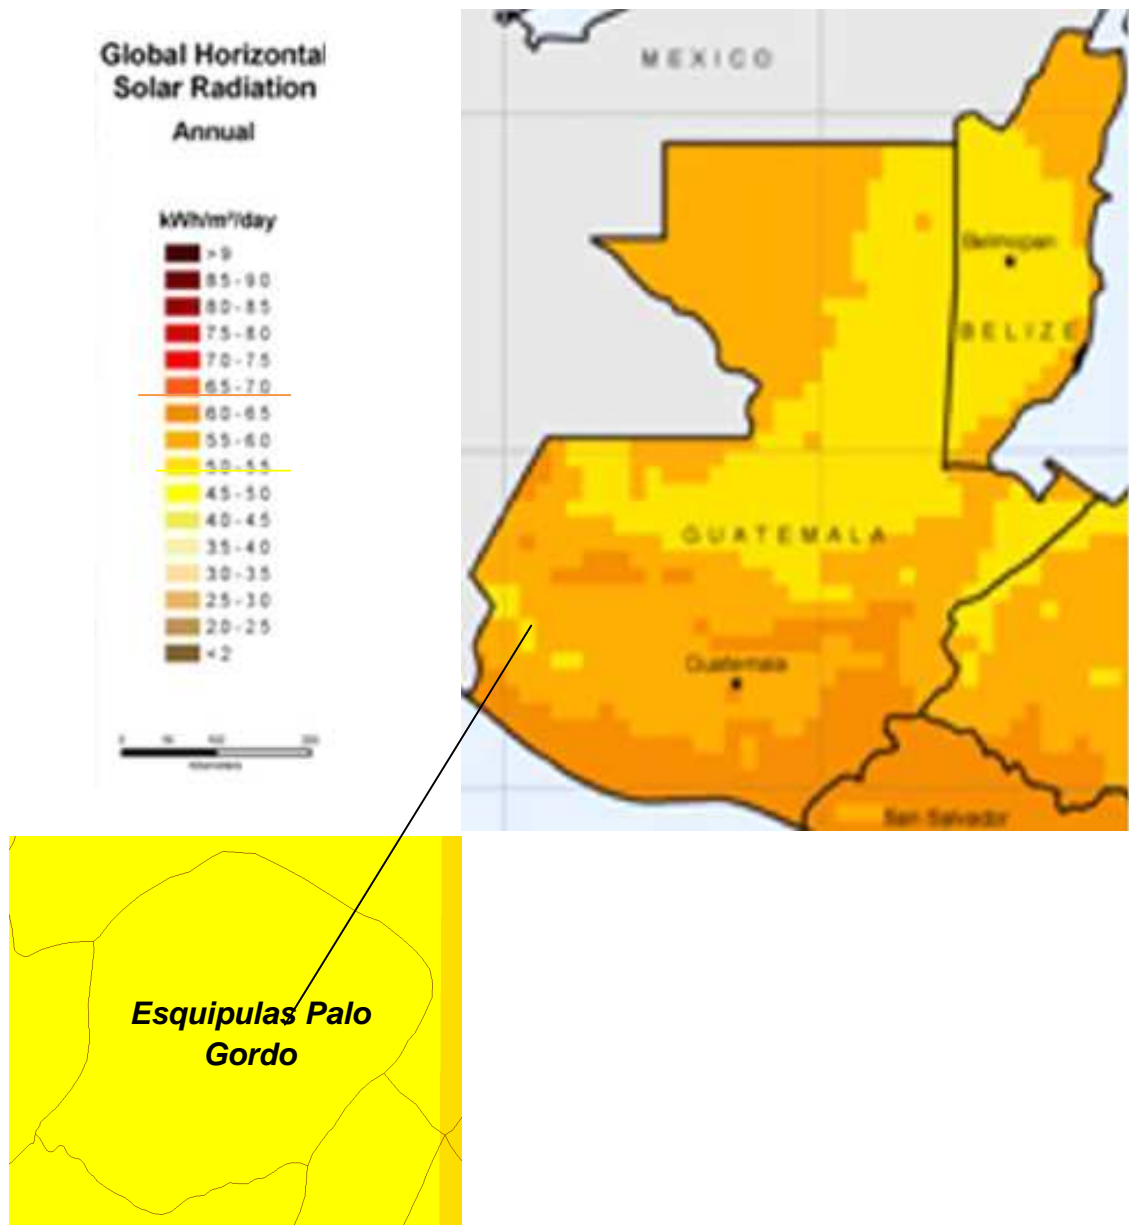 Global Horizontal
Solar Radiation
Annual
kWh/m²/day
> 9
8.5 - 9.0
8.0 - 8.5
7.5 - 8.0
7.0 - 7.5
6.5 - 7.0
6.0 - 6.5
5.5 - 6.0
5.0 - 5.5
4.5 - 5.0
4.0 - 4.5
3.5 - 4.0
3.0 - 3.5
2.5 - 3.0
2.0 - 2.5
< 2
0
Kilometers
MEXICO
Belmopan
BELIZE
GUATEMALA
Guatemala
San Salvador
Esquipulas Palo
Gordo